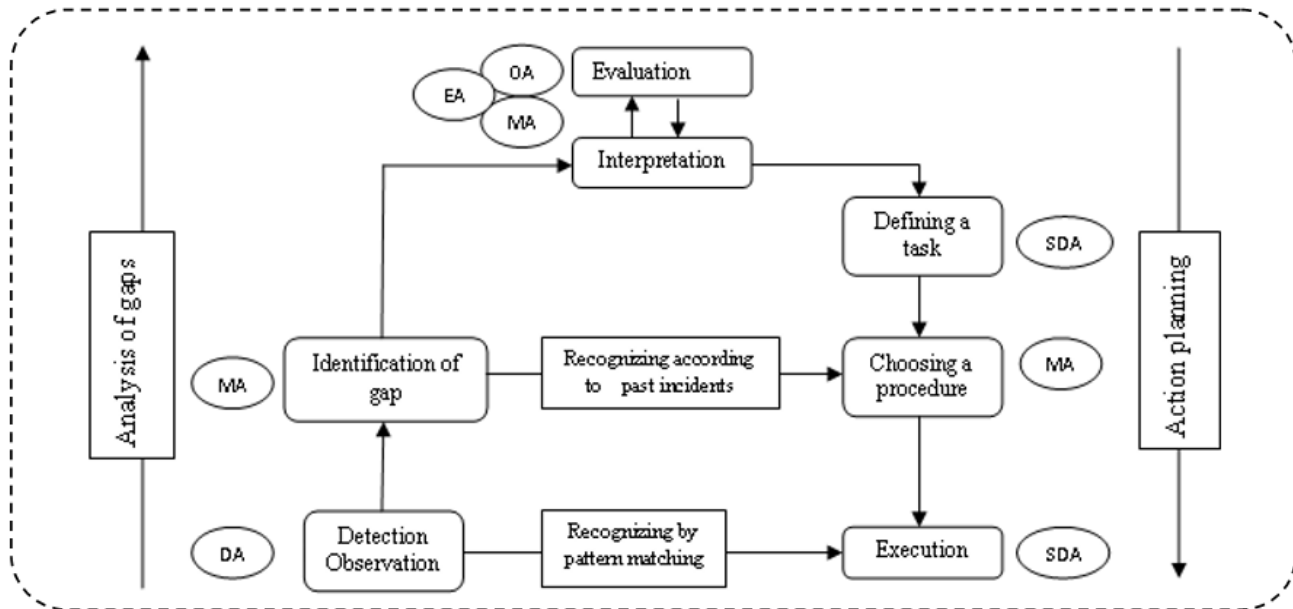 OA
EA
MA
Evaluation
Interpretation
Defining a
task
SDA
Analysis of gaps
Action planning
MA
Identification of
gap
Recognizing according
to past incidents
Choosing a
procedure
MA
DA
Detection
Observation
Recognizing by
pattern matching
Execution
SDA